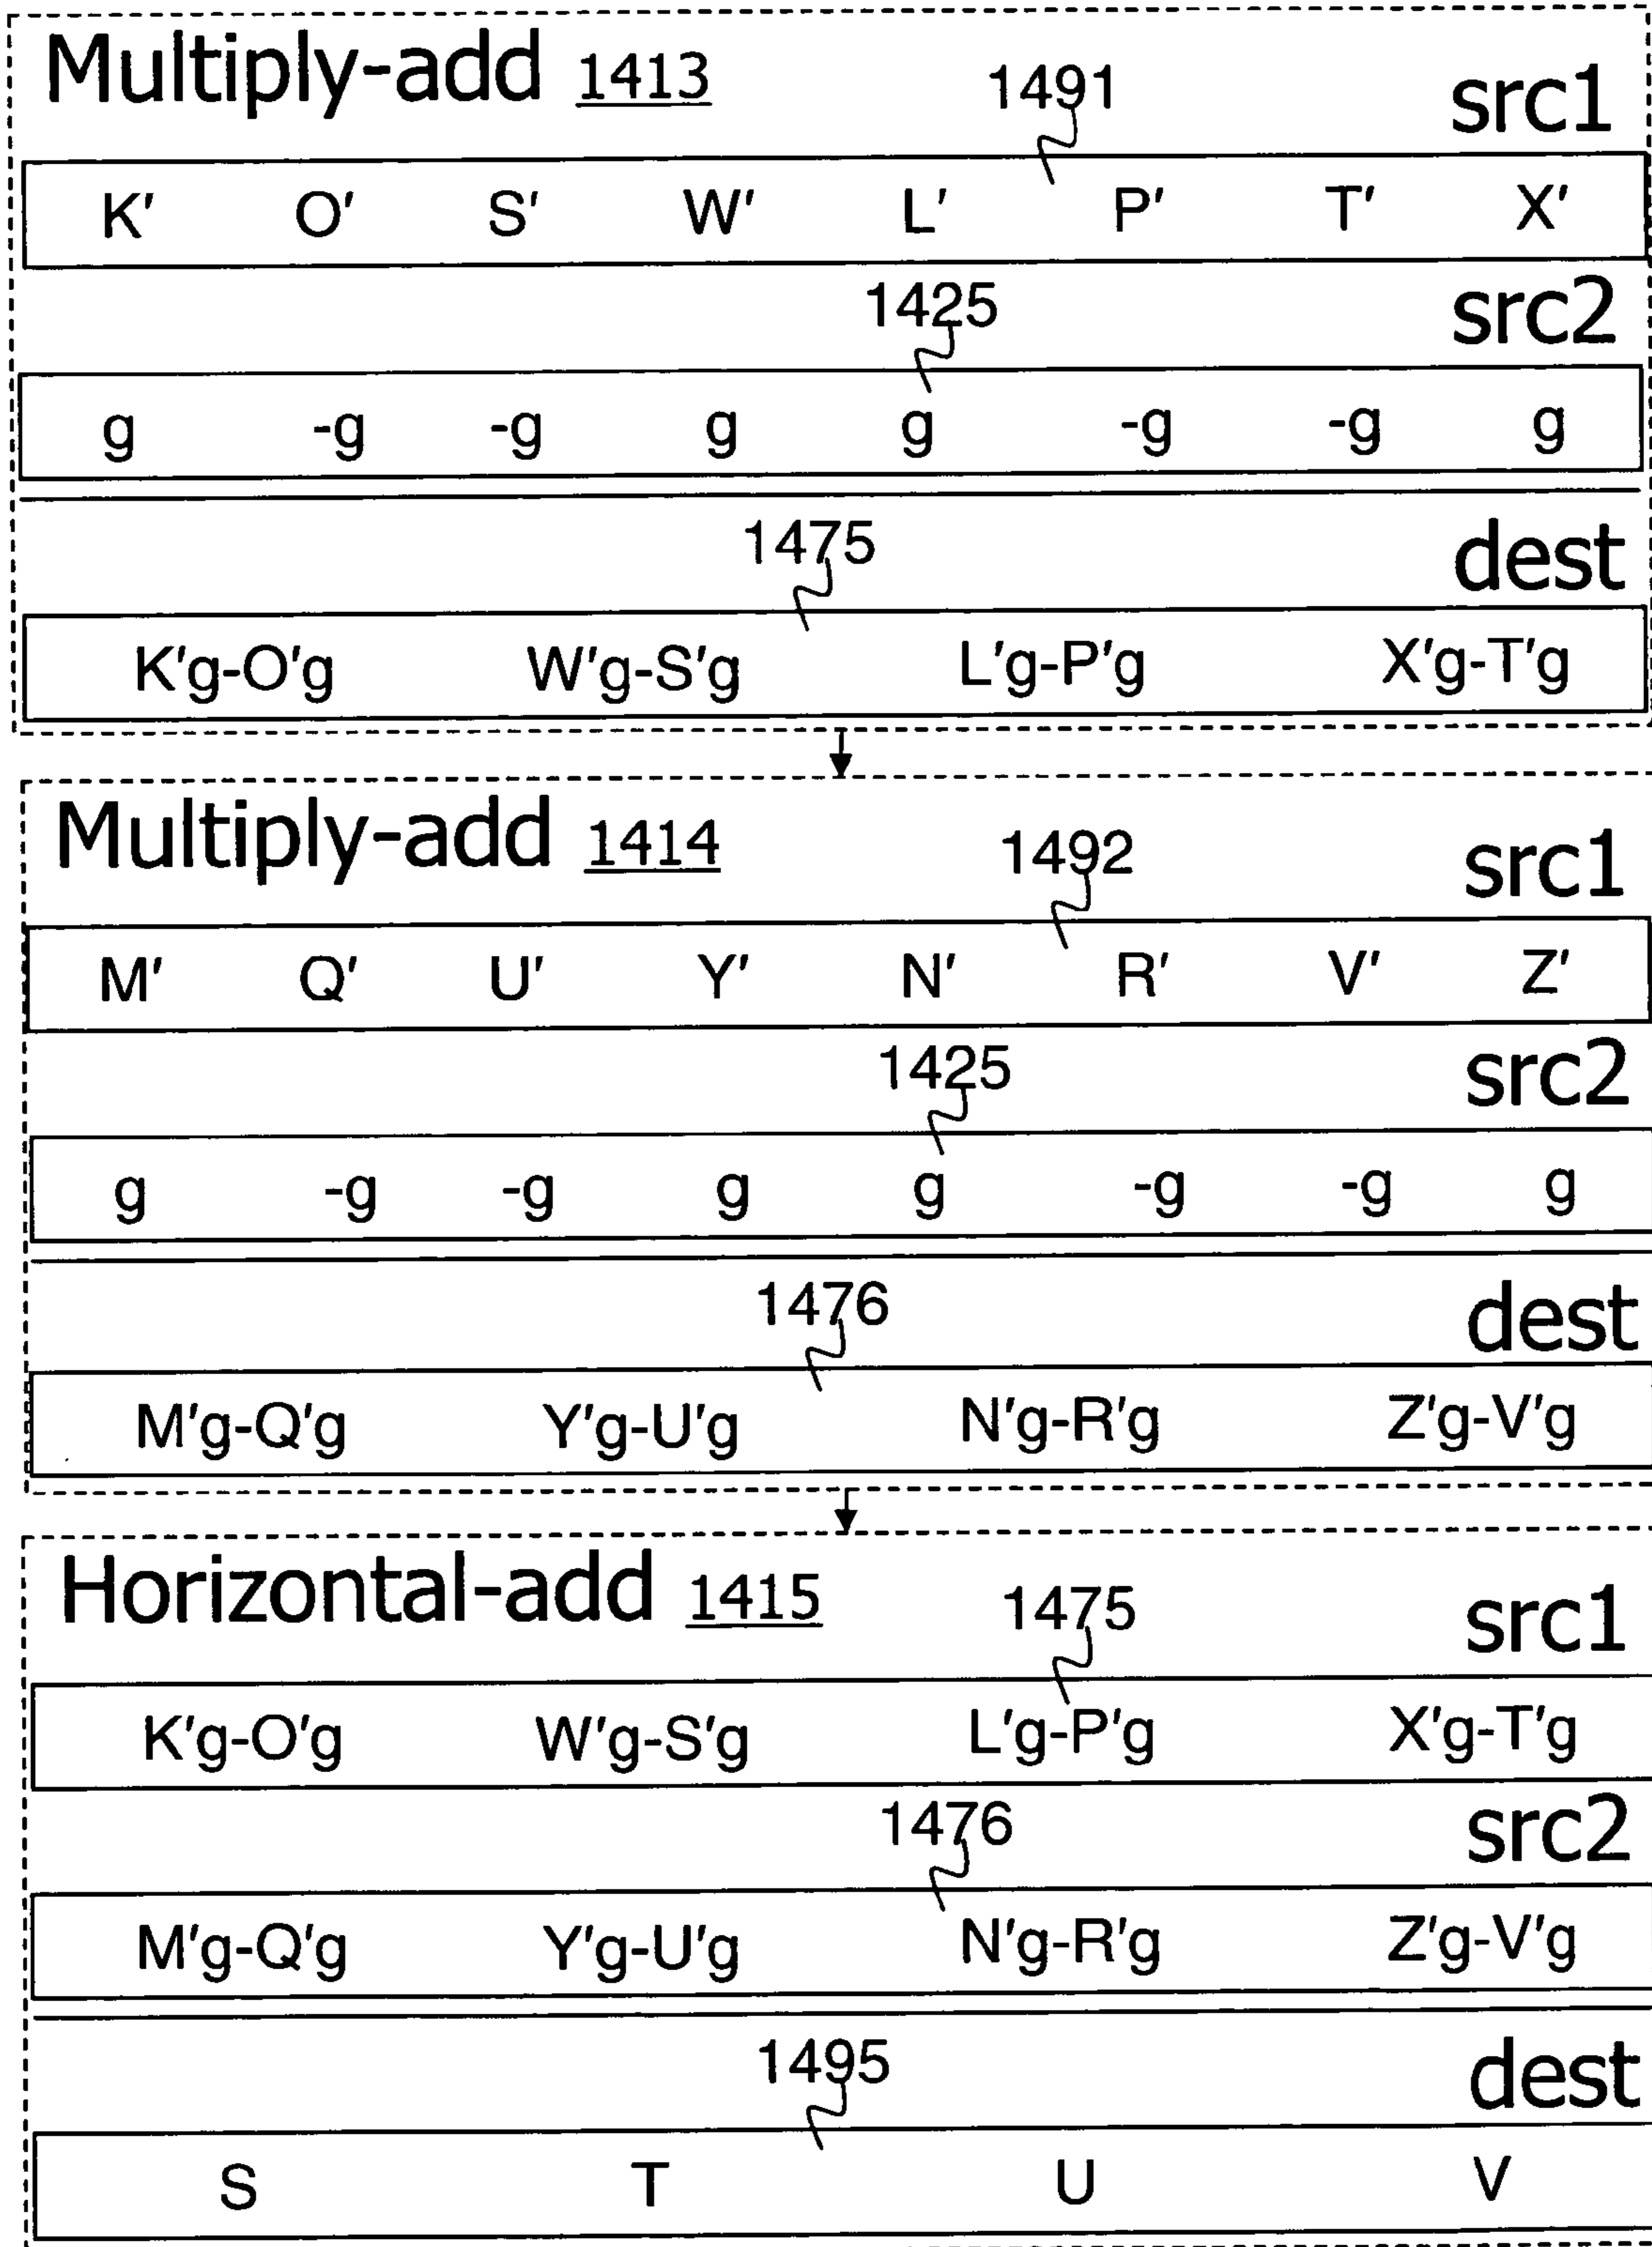 Multiply-add 1413 1491 src1
K' O' S' W' L' P' T' X'
1425 src2
g -g -g g g -g -g g
1475 dest
K'g-O'g W'g-S'g L'g-P'g X'g-T'g
Multiply-add 1414 1492 src1
M' Q' U' Y' N' R' V' Z'
1425 src2
g -g -g g g -g -g g
1476 dest
M'g-Q'g Y'g-U'g N'g-R'g Z'g-V'g
Horizontal-add 1415 1475 src1
K'g-O'g W'g-S'g L'g-P'g X'g-T'g
1476 src2
M'g-Q'g Y'g-U'g N'g-R'g Z'g-V'g
1495 dest
S T U V